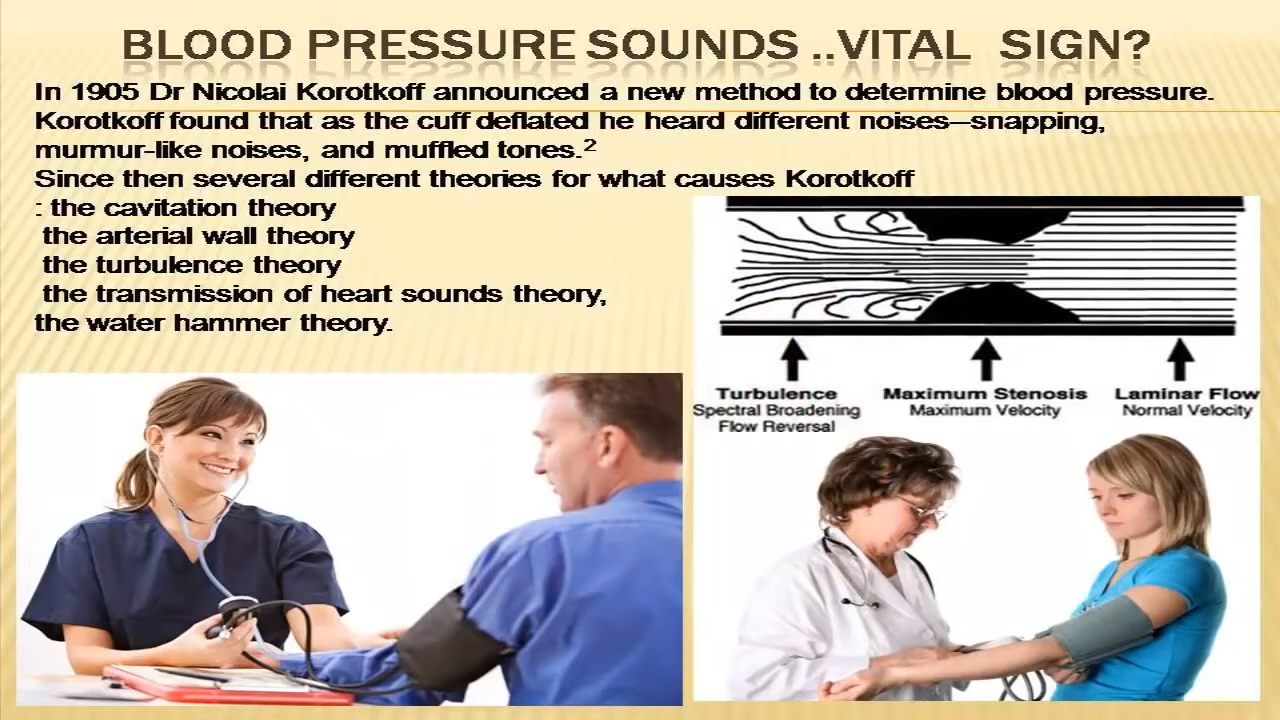 BLOOD PRESSURE SOUNDS ..VITAL SIGN?
In 1905 Dr Nicolai Korotkoff announced a new method to determine blood pressure.
Korotkoff found that as the cuff deflated he heard different noises—snapping,
murmur-like noises, and muffled tones.²
Since then several different theories for what causes Korotkoff
: the cavitation theory
the arterial wall theory
the turbulence theory
the transmission of heart sounds theory,
the water hammer theory.
Turbulence
Spectral Broadening
Flow Reversal
Maximum Stenosis
Maximum Velocity
Laminar Flow
Normal Velocity